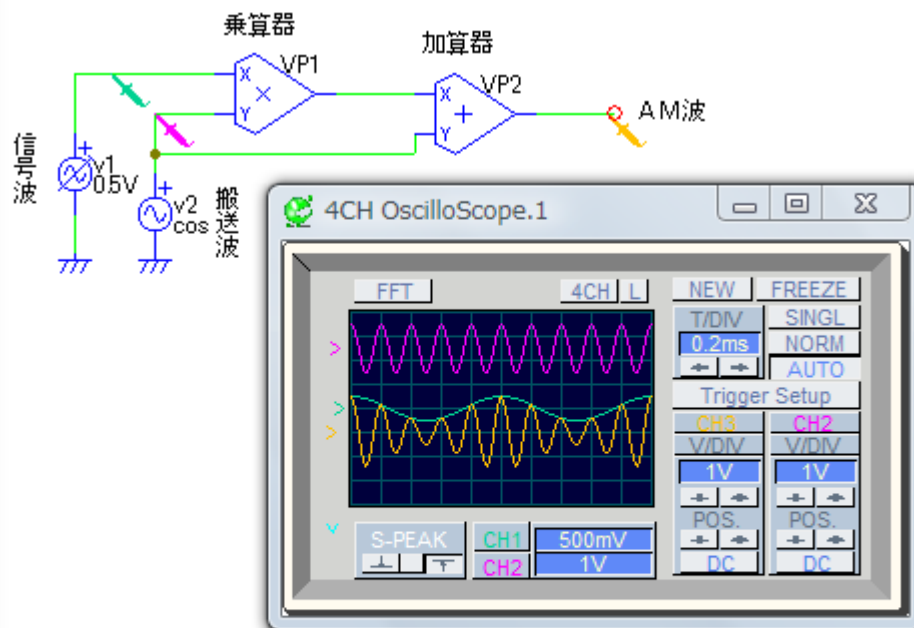 乗算器
加算器
X
Y
VP1
×
X
Y
VP2
+
AM波
信号波
+
v1
0.5V
+
v2
cos
搬送波
4CH OscilloScope.1
FFT
4CH
L
NEW
FREEZE
T/DIV
0.2ms
SINGL
NORM
AUTO
Trigger Setup
CH3
CH2
V/DIV
V/DIV
1V
1V
POS.
POS.
DC
DC
S-PEAK
CH1
500mV
CH2
1V